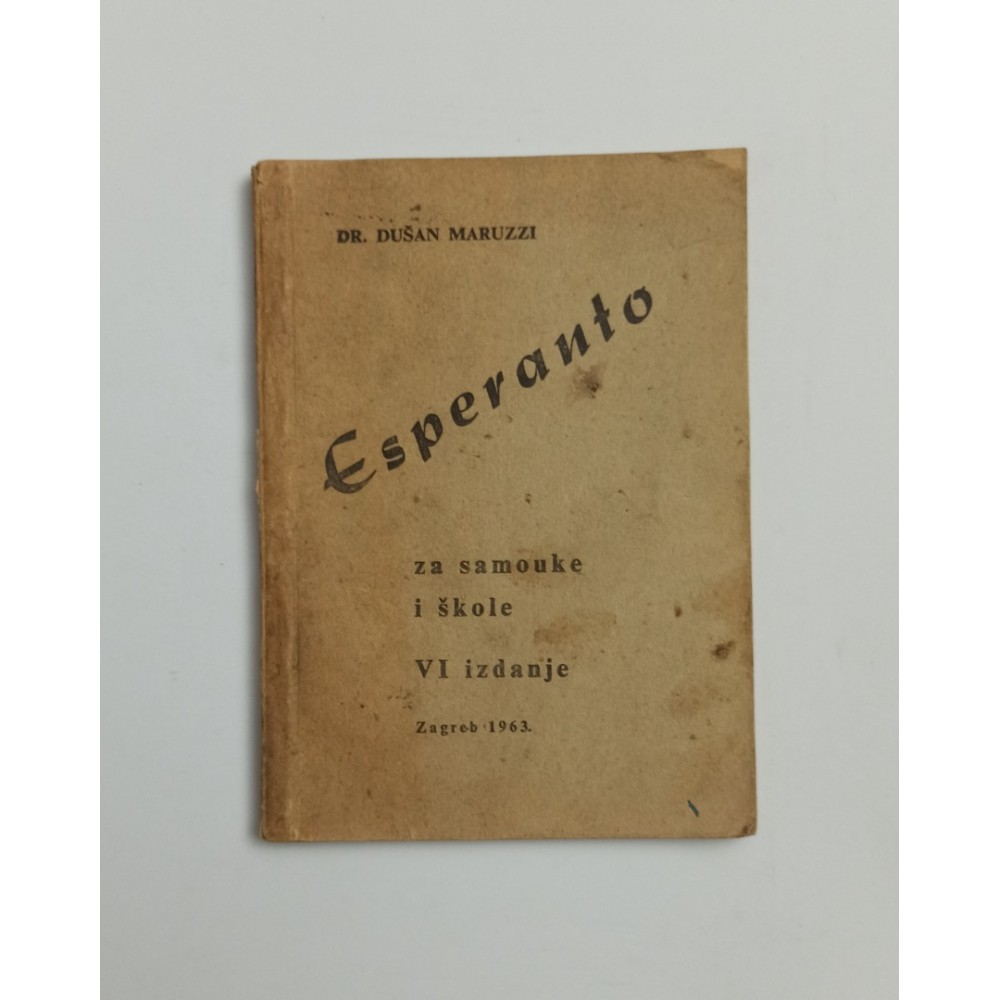 DR. DUŠAN MARUZZI
Esperanto
za samouke
i škole
VI izdanje
Zagreb 1963.